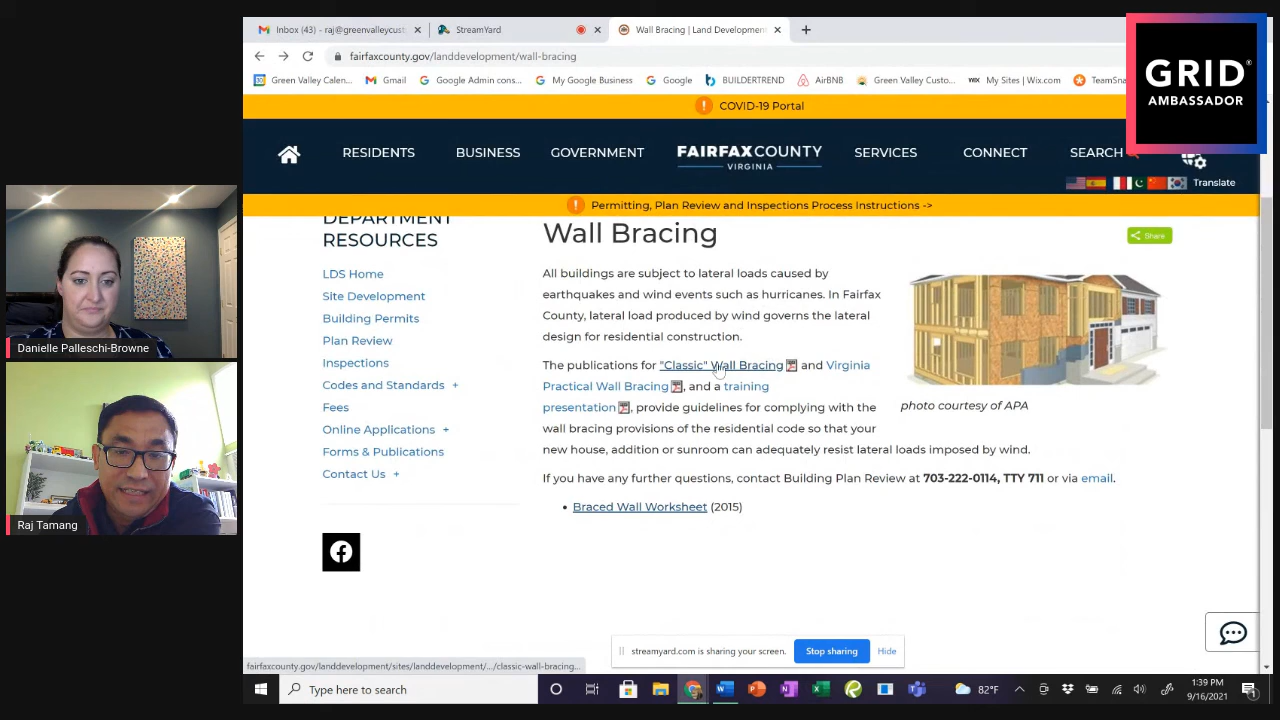 Inbox (43) - raj@greenvalleycust
StreamYard
Wall Bracing | Land Development
fairfaxcounty.gov/landdevelopment/wall-bracing
Green Valley Calen...
Gmail
Google Admin cons...
My Google Business
Google
BUILDERTREND
AirBNB
Green Valley Custo...
WIX My Sites | Wix.com
TeamSna
GRID®
AMBASSADOR
COVID-19 Portal
RESIDENTS
BUSINESS
GOVERNMENT
FAIRFAX COUNTY
VIRGINIA
SERVICES
CONNECT
SEARCH
Translate
Permitting, Plan Review and Inspections Process Instructions ->
DEPARTMENT
RESOURCES
LDS Home
Site Development
Building Permits
Plan Review
Inspections
Codes and Standards +
Fees
Online Applications +
Forms & Publications
Contact Us +
Wall Bracing
Share
All buildings are subject to lateral loads caused by
earthquakes and wind events such as hurricanes. In Fairfax
County, lateral load produced by wind governs the lateral
design for residential construction.
The publications for "Classic" Wall Bracing and Virginia
Practical Wall Bracing, and a training
presentation, provide guidelines for complying with the
wall bracing provisions of the residential code so that your
new house, addition or sunroom can adequately resist lateral loads imposed by wind.
photo courtesy of APA
If you have any further questions, contact Building Plan Review at 703-222-0114, TTY 711 or via email.
• Braced Wall Worksheet (2015)
Danielle Palleschi-Browne
Raj Tamang
streamyard.com is sharing your screen.
Stop sharing
Hide
fairfaxcounty.gov/landdevelopment/sites/landdevelopment/.../classic-wall-bracing...
Type here to search
82°F
1:39 PM
9/16/2021